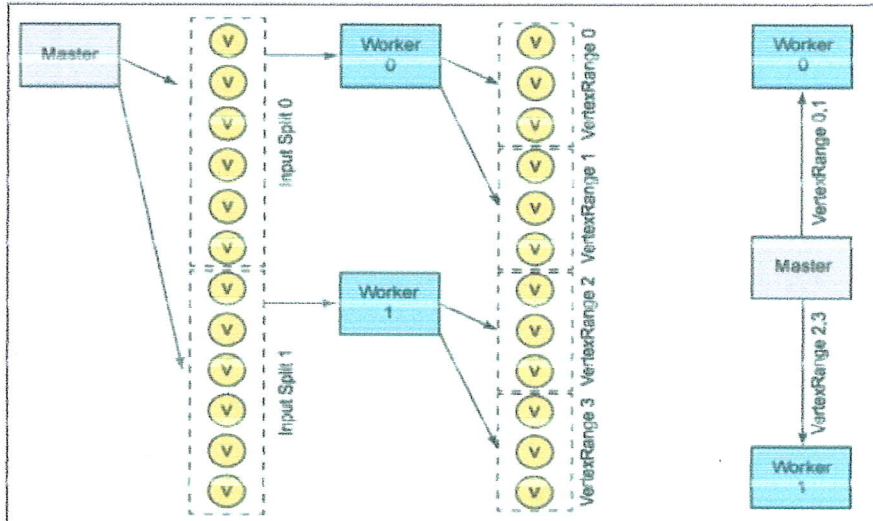 Master
V
V
V
V
V
V
V
V
V
V
V
V
Input Split 0
Input Split 1
Worker
0
Worker
1
V
V
V
V
V
V
V
V
V
V
V
V
VertexRange 0
VertexRange 1
VertexRange 2
VertexRange 3
Worker
0
VertexRange 0,1
Master
VertexRange 2,3
Worker
1